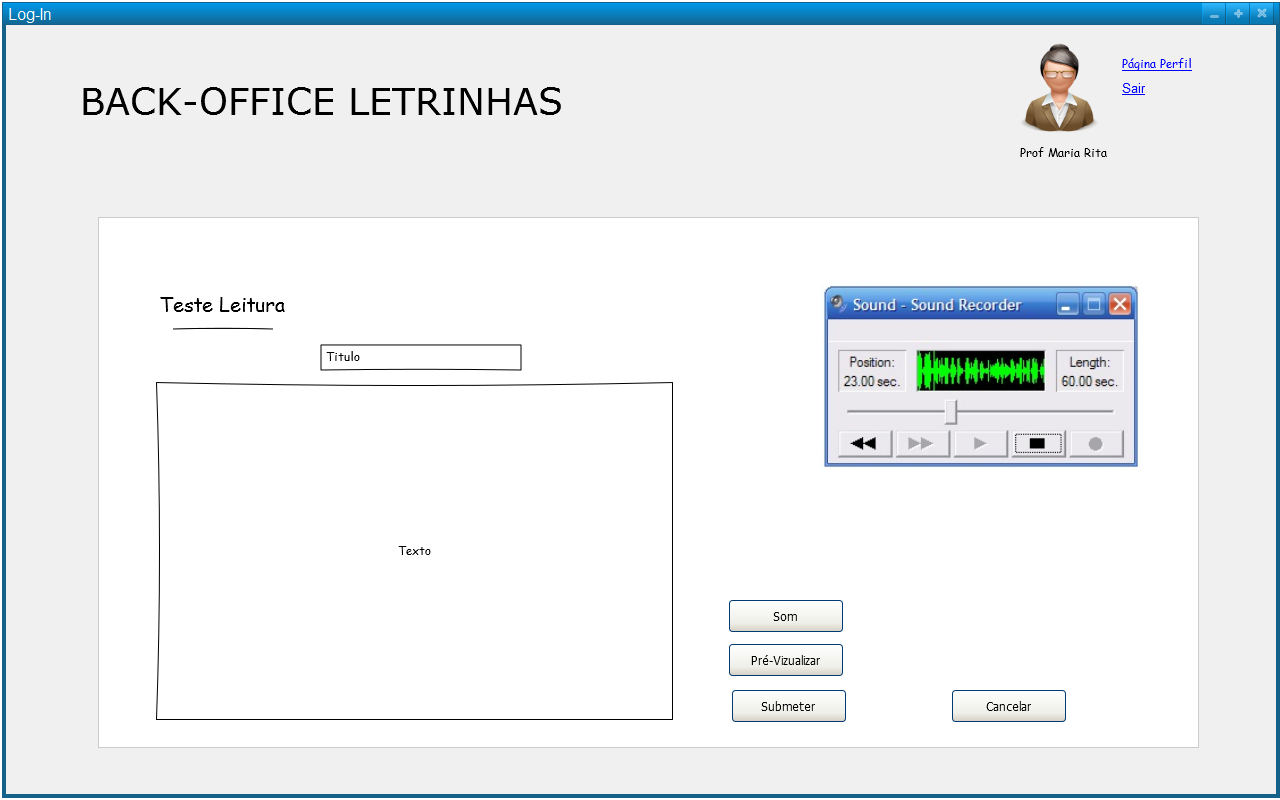 Log-In
BACK-OFFICE LETRINHAS
Página Perfil
Sair
Prof Maria Rita
Teste Leitura
Titulo
Texto
Sound - Sound Recorder
Position:
23.00 sec.
Length:
60.00 sec.
Som
Pré-Vizualizar
Submeter
Cancelar